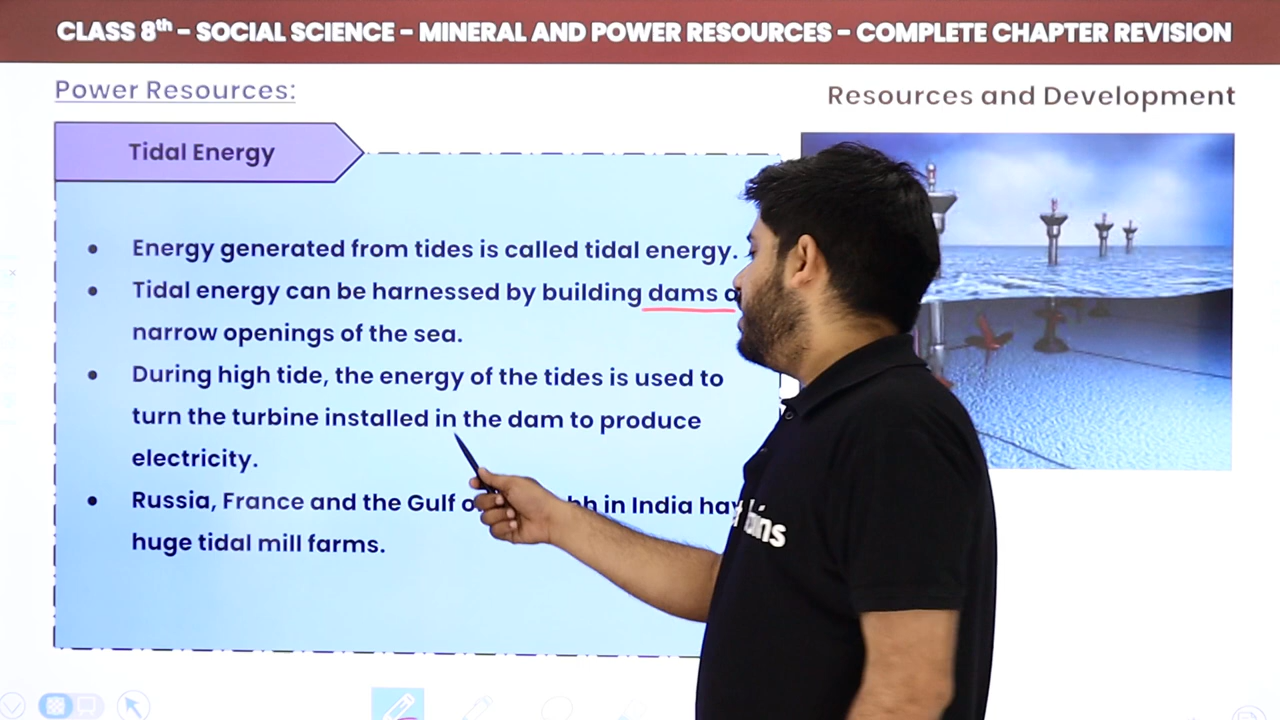 CLASS 8th – SOCIAL SCIENCE – MINERAL AND POWER RESOURCES – COMPLETE CHAPTER REVISION
Power Resources:
Resources and Development
Tidal Energy
• Energy generated from tides is called tidal energy.
• Tidal energy can be harnessed by building dams
narrow openings of the sea.
• During high tide, the energy of the tides is used to
turn the turbine installed in the dam to produce
electricity.
• Russia, France and the Gulf in India
huge tidal mill farms.